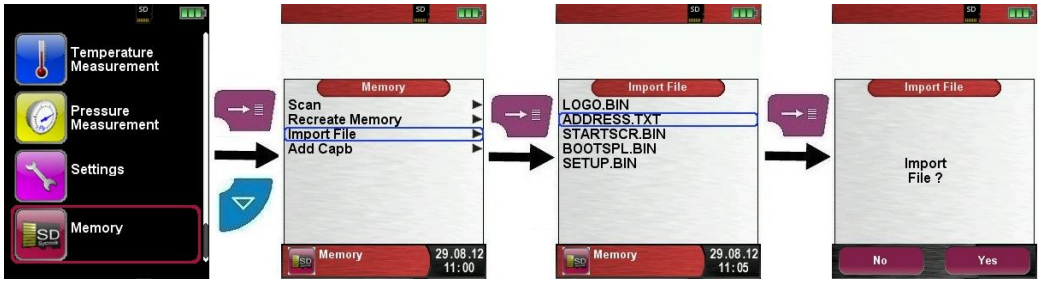 SD
Temperature
Measurement
Pressure
Measurement
Settings
SD
Memory
SD
Memory
Scan
Recreate Memory
Import File
Add Capb
SD
Memory
29.08.12
11:00
SD
Import File
LOGO.BIN
ADDRESS.TXT
STARTSCR.BIN
BOOTSPL.BIN
SETUP.BIN
SD
Memory
29.08.12
11:05
SD
Import File
Import
File ?
No
Yes